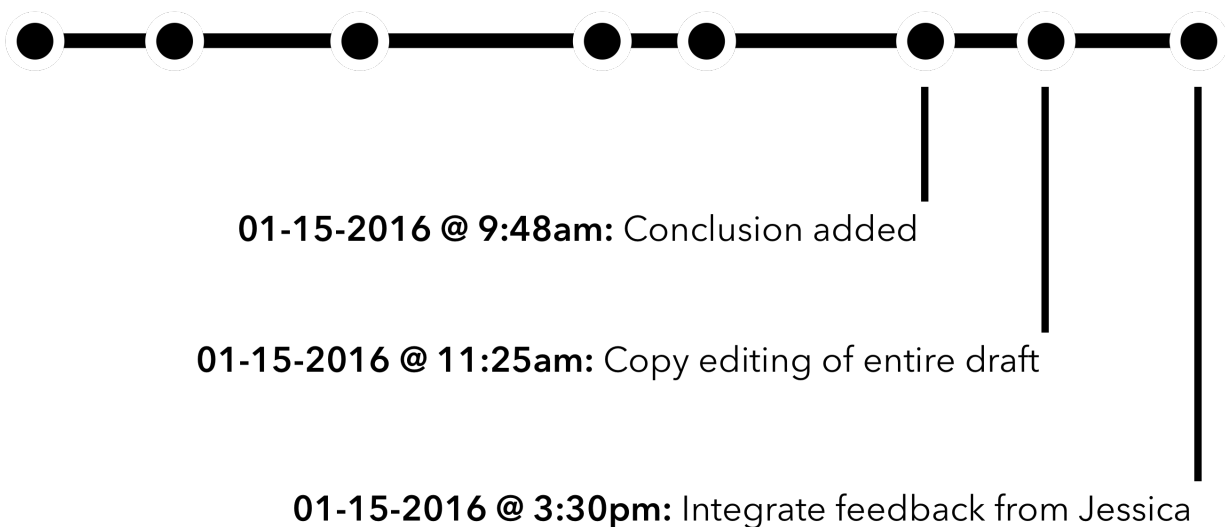 01-15-2016 @ 9:48am: Conclusion added
01-15-2016 @ 11:25am: Copy editing of entire draft
01-15-2016 @ 3:30pm: Integrate feedback from Jessica